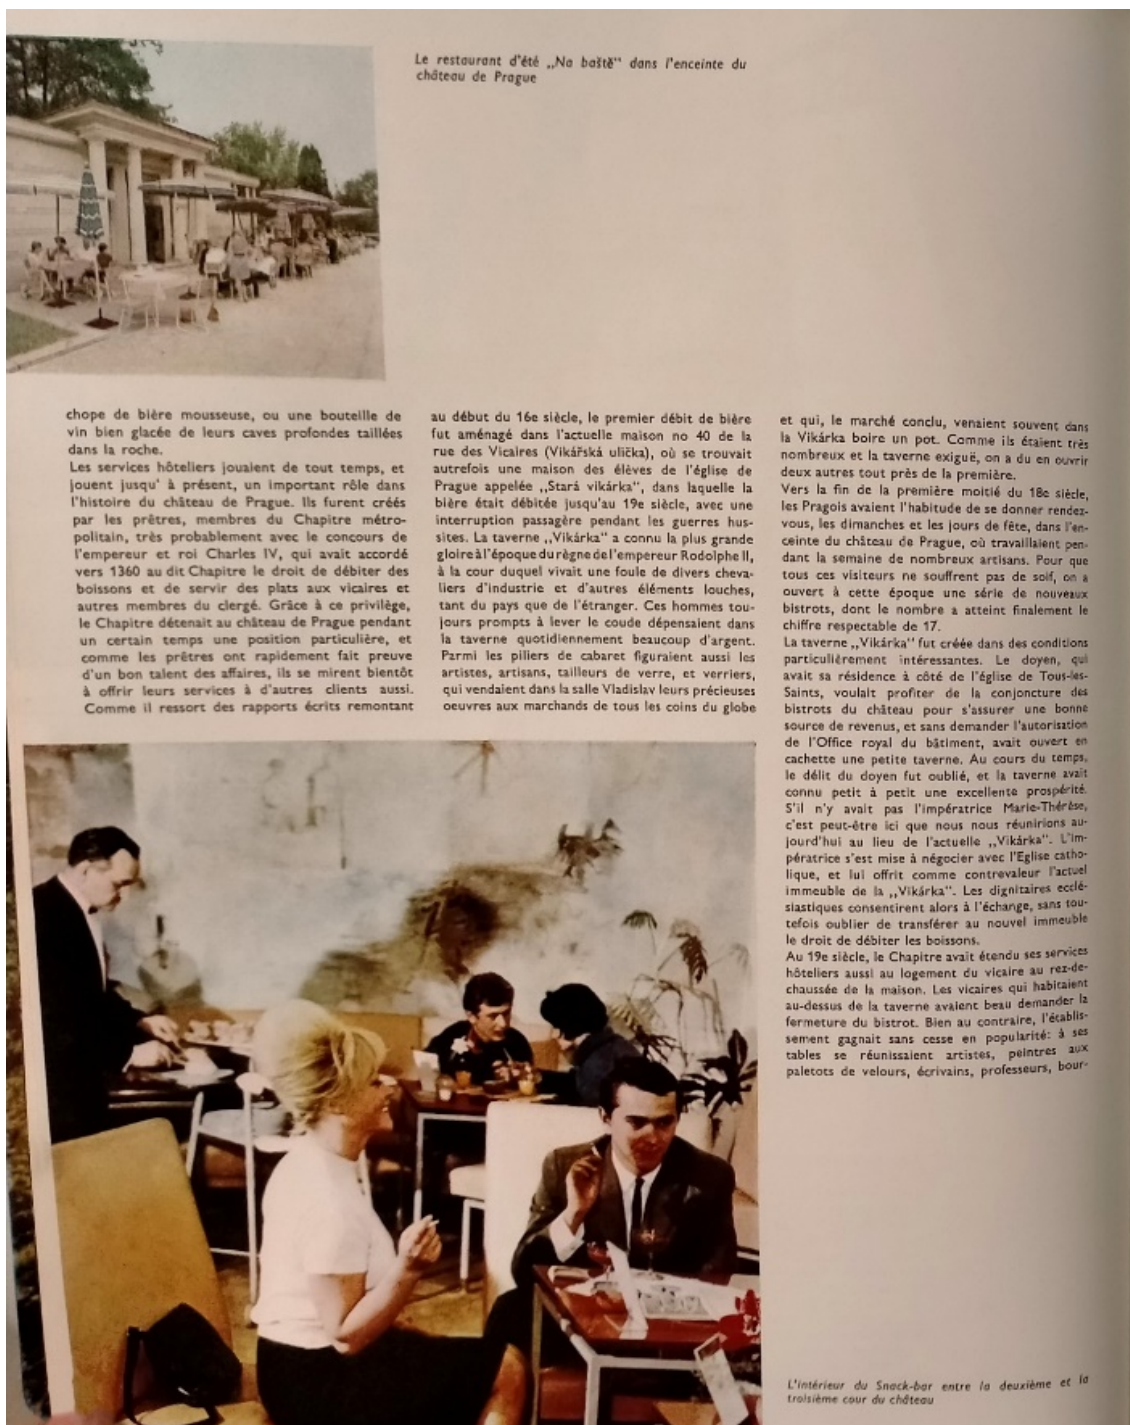 Le restaurant d'été „Na baště" dans l'enceinte du
château de Prague
chope de bière mousseuse, ou une bouteille de
vin bien glacée de leurs caves profondes taillées
dans la roche.
Les services hôteliers jouaient de tout temps, et
jouent jusqu' à présent, un important rôle dans
l'histoire du château de Prague. Ils furent créés
par les prêtres, membres du Chapitre métro-
politain, très probablement avec le concours de
l'empereur et roi Charles IV, qui avait accordé
vers 1360 au dit Chapitre le droit de débiter des
boissons et de servir des plats aux vicaires et
autres membres du clergé. Grâce à ce privilège,
le Chapitre détenait au château de Prague pendant
un certain temps une position particulière, et
comme les prêtres ont rapidement fait preuve
d'un bon talent des affaires, ils se mirent bientôt
à offrir leurs services à d'autres clients aussi.
Comme il ressort des rapports écrits remontant
au début du 16e siècle, le premier débit de bière
fut aménagé dans l'actuelle maison no 40 de la
rue des Vicaires (Vikářská ulička), où se trouvait
autrefois une maison des élèves de l'église de
Prague appelée „Stará vikárka", dans laquelle la
bière était débitée jusqu'au 19e siècle, avec une
interruption passagère pendant les guerres hus-
sites. La taverne „Vikárka" a connu la plus grande
gloire à l'époque du règne de l'empereur Rodolphe II,
à la cour duquel vivait une foule de divers cheva-
liers d'industrie et d'autres éléments louches,
tant du pays que de l'étranger. Ces hommes tou-
jours prompts à lever le coude dépensaient dans
la taverne quotidiennement beaucoup d'argent.
Parmi les piliers de cabaret figuraient aussi les
artistes, artisans, tailleurs de verre, et verriers,
qui vendaient dans la salle Vladislav leurs précieuses
oeuvres aux marchands de tous les coins du globe
et qui, le marché conclu, venaient souvent dans
la Vikárka boire un pot. Comme ils étaient très
nombreux et la taverne exiguë, on a du en ouvrir
deux autres tout près de la première.
Vers la fin de la première moitié du 18e siècle,
les Pragois avaient l'habitude de se donner rendez-
vous, les dimanches et les jours de fête, dans l'en-
ceinte du château de Prague, où travaillaient pen-
dant la semaine de nombreux artisans. Pour que
tous ces visiteurs ne souffrent pas de soif, on a
ouvert à cette époque une série de nouveaux
bistrots, dont le nombre a atteint finalement le
chiffre respectable de 17.
La taverne „Vikárka" fut créée dans des conditions
particulièrement intéressantes. Le doyen, qui
avait sa résidence à côté de l'église de Tous-les-
Saints, voulait profiter de la conjoncture des
bistrots du château pour s'assurer une bonne
source de revenus, et sans demander l'autorisation
de l'Office royal du bâtiment, avait ouvert en
cachette une petite taverne. Au cours du temps,
le délit du doyen fut oublié, et la taverne avait
connu petit à petit une excellente prospérité.
S'il n'y avait pas l'impératrice Marie-Thérèse,
c'est peut-être ici que nous nous réunirions au-
jourd'hui au lieu de l'actuelle „Vikárka". L'im-
pératrice s'est mise à négocier avec l'Eglise catho-
lique, et lui offrit comme contrevaleur l'actuel
immeuble de la „Vikárka". Les dignitaires ecclé-
siastiques consentirent alors à l'échange, sans tou-
tefois oublier de transférer au nouvel immeuble
le droit de débiter les boissons.
Au 19e siècle, le Chapitre avait étendu ses services
hôteliers aussi au logement du vicaire au rez-de-
chaussée de la maison. Les vicaires qui habitaient
au-dessus de la taverne avaient beau demander la
fermeture du bistrot. Bien au contraire, l'établis-
sement gagnait sans cesse en popularité: à ses
tables se réunissaient artistes, peintres aux
paletots de velours, écrivains, professeurs, bour-
L'intérieur du Snack-bar entre la deuxième et la
troisième cour du château